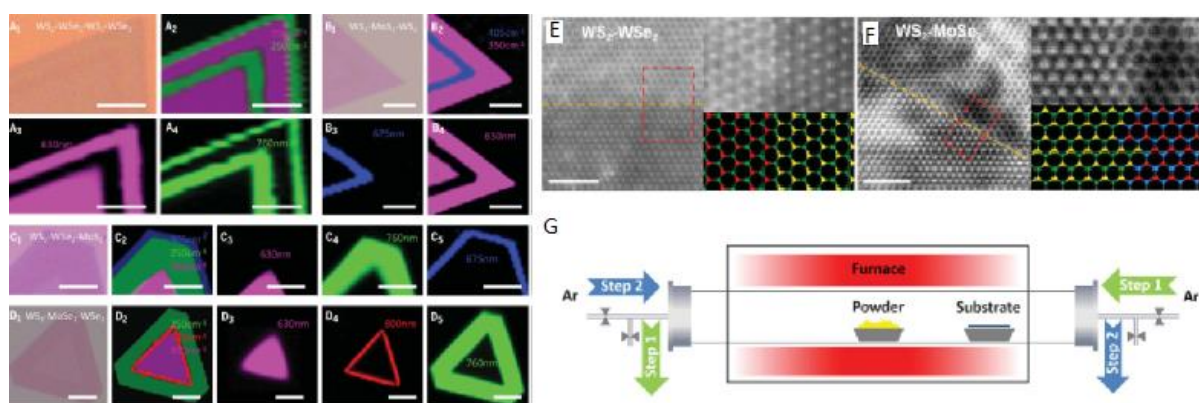 A₁ WS₂-WSe₂-WS₂-WSe₂
A₂
250cm⁻¹
B₁ WS₂-MoS₂-WS₂
B₂
405cm⁻¹
350cm⁻¹
A₃
630nm
A₄
760nm
B₃
675nm
B₄
630nm
C₁ WS₂-WSe₂-MoS₂
C₂
250cm⁻¹
C₃
630nm
C₄
760nm
C₅
675nm
D₁ WS₂-MoSe₂-WSe₂
D₂
250cm⁻¹
D₃
630nm
D₄
800nm
D₅
760nm
E
WS₂-WSe₂
F
WS₂-MoSe₂
G
Furnace
Ar
Step 2
Step 1
Powder
Substrate
Step 1
Ar
Step 2